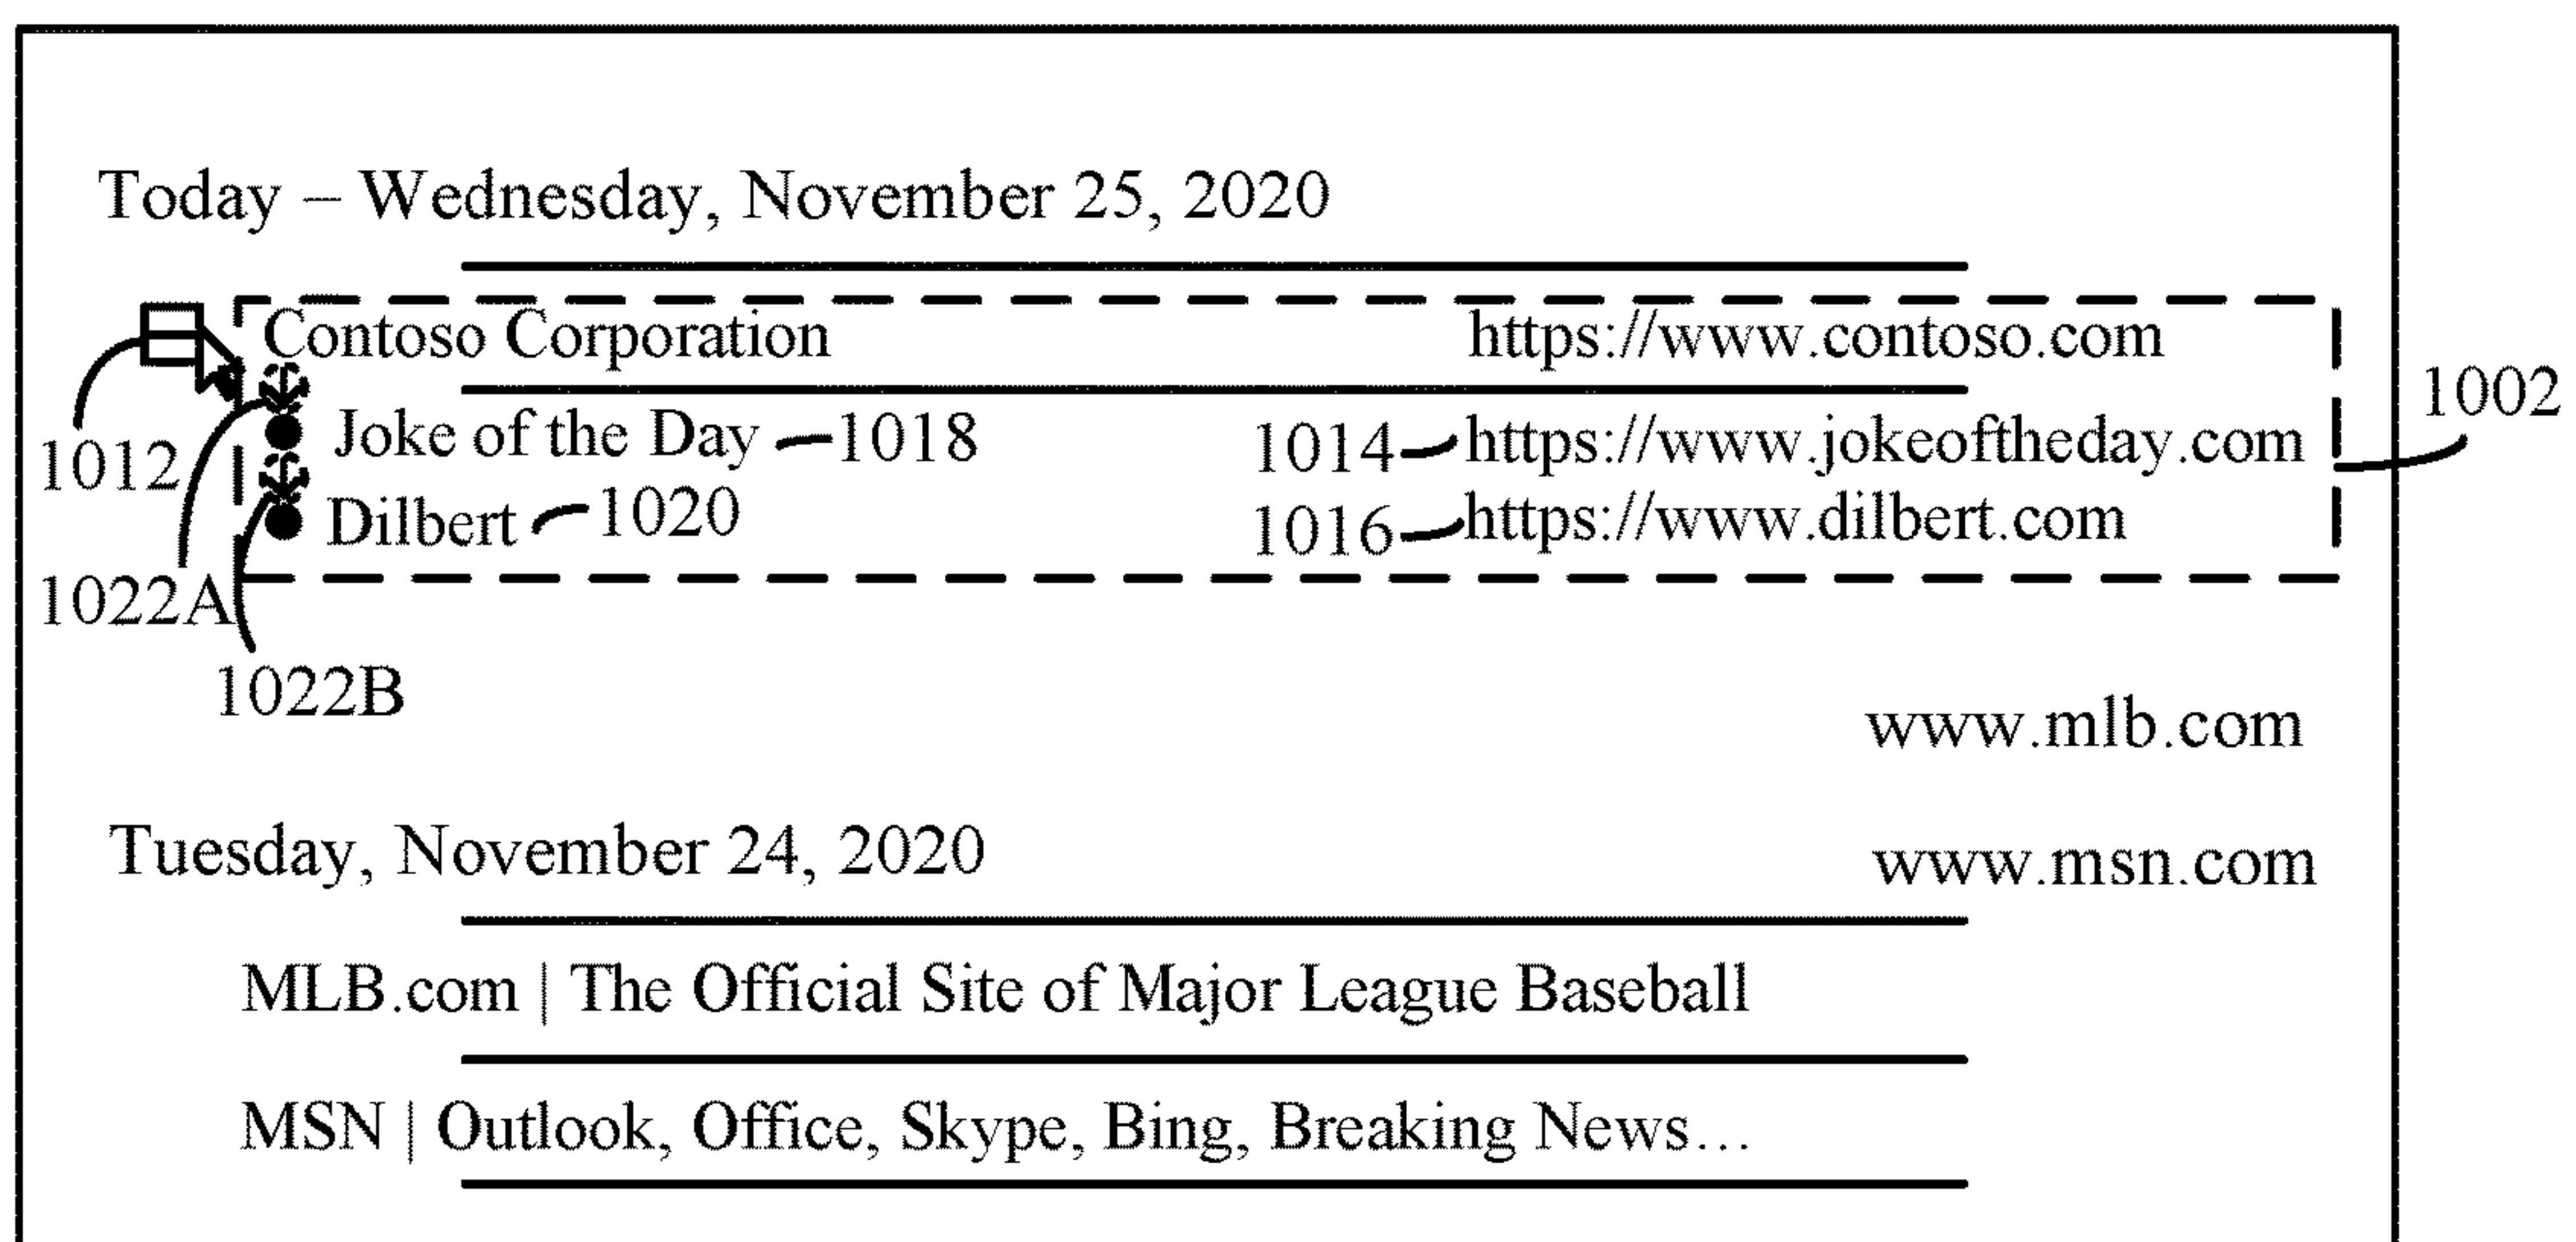 Today – Wednesday, November 25, 2020
Contoso Corporation https://www.contoso.com
1002
1012 Joke of the Day 1018 1014 https://www.jokeoftheday.com
Dilbert 1020 1016 https://www.dilbert.com
1022A
1022B
www.mlb.com
Tuesday, November 24, 2020 www.msn.com
MLB.com | The Official Site of Major League Baseball
MSN | Outlook, Office, Skype, Bing, Breaking News…